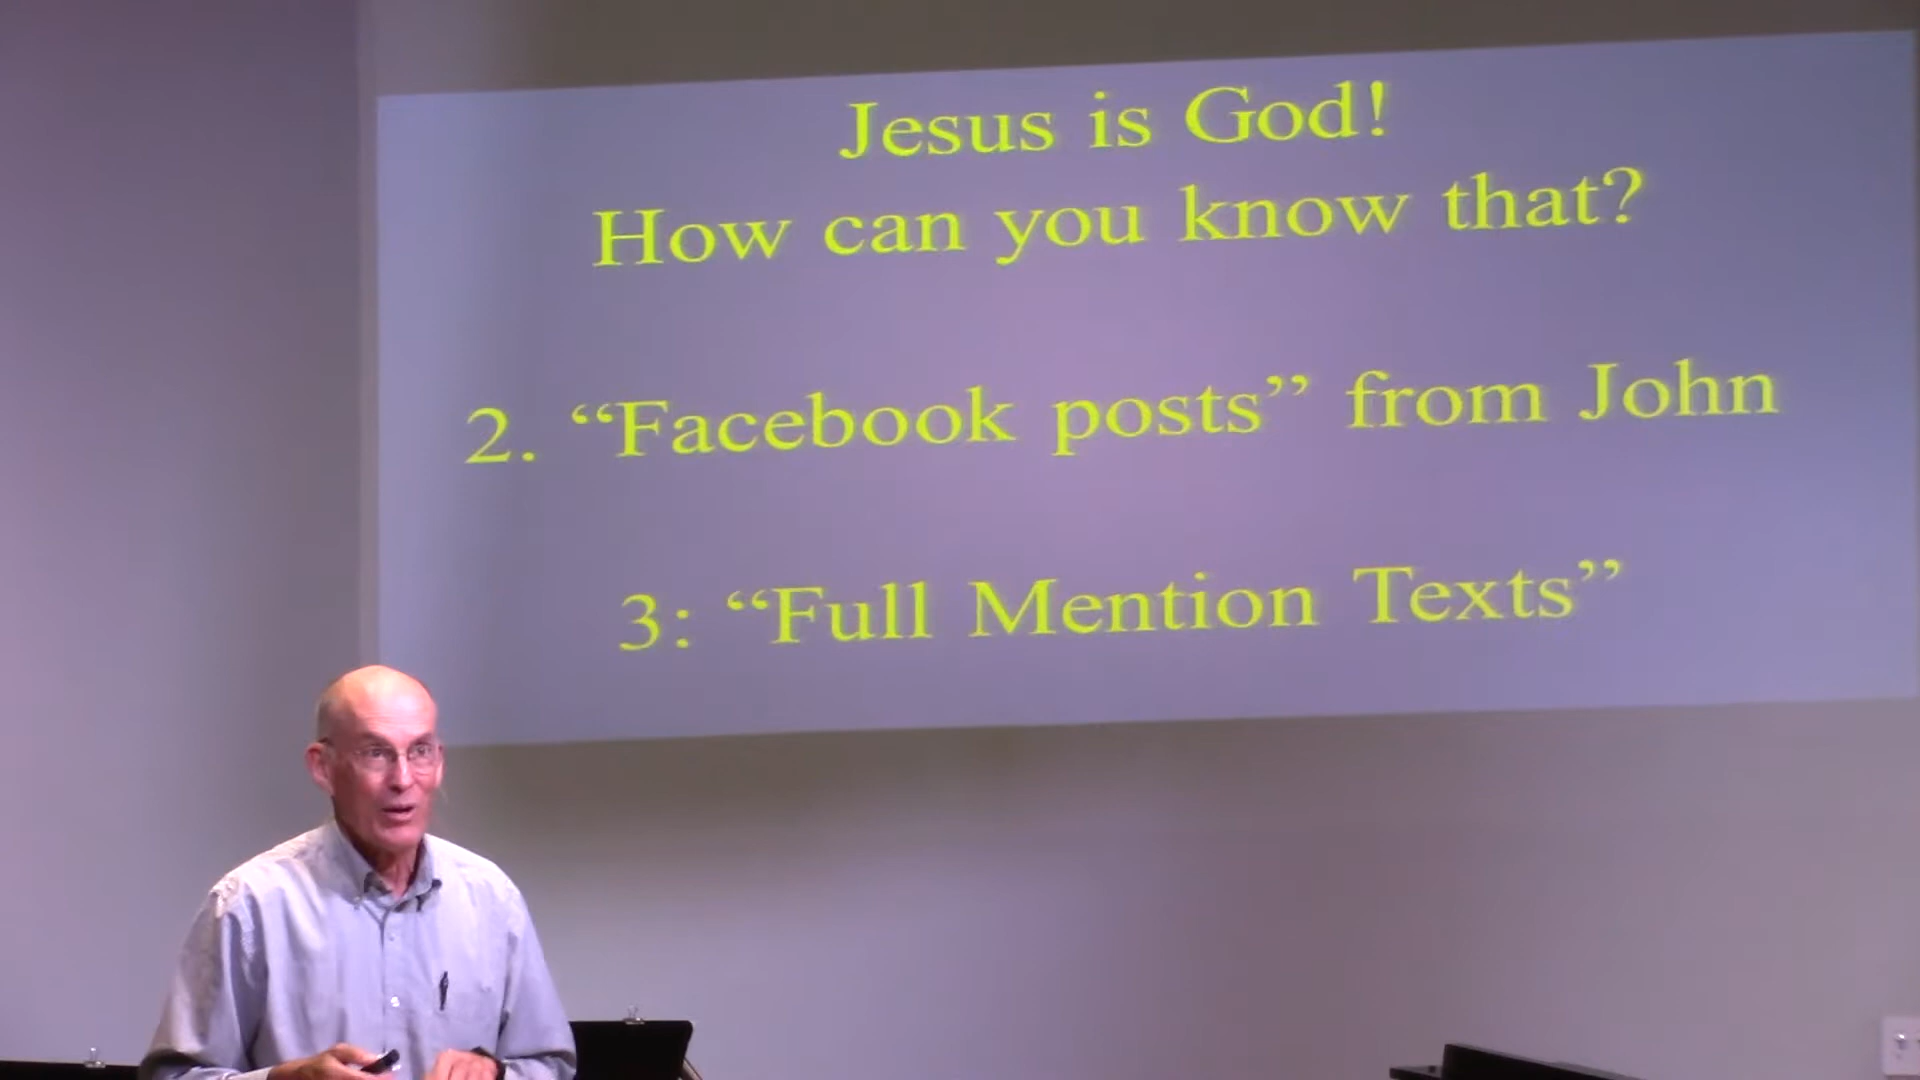 Jesus is God!
How can you know that?
2. “Facebook posts” from John
3: “Full Mention Texts”